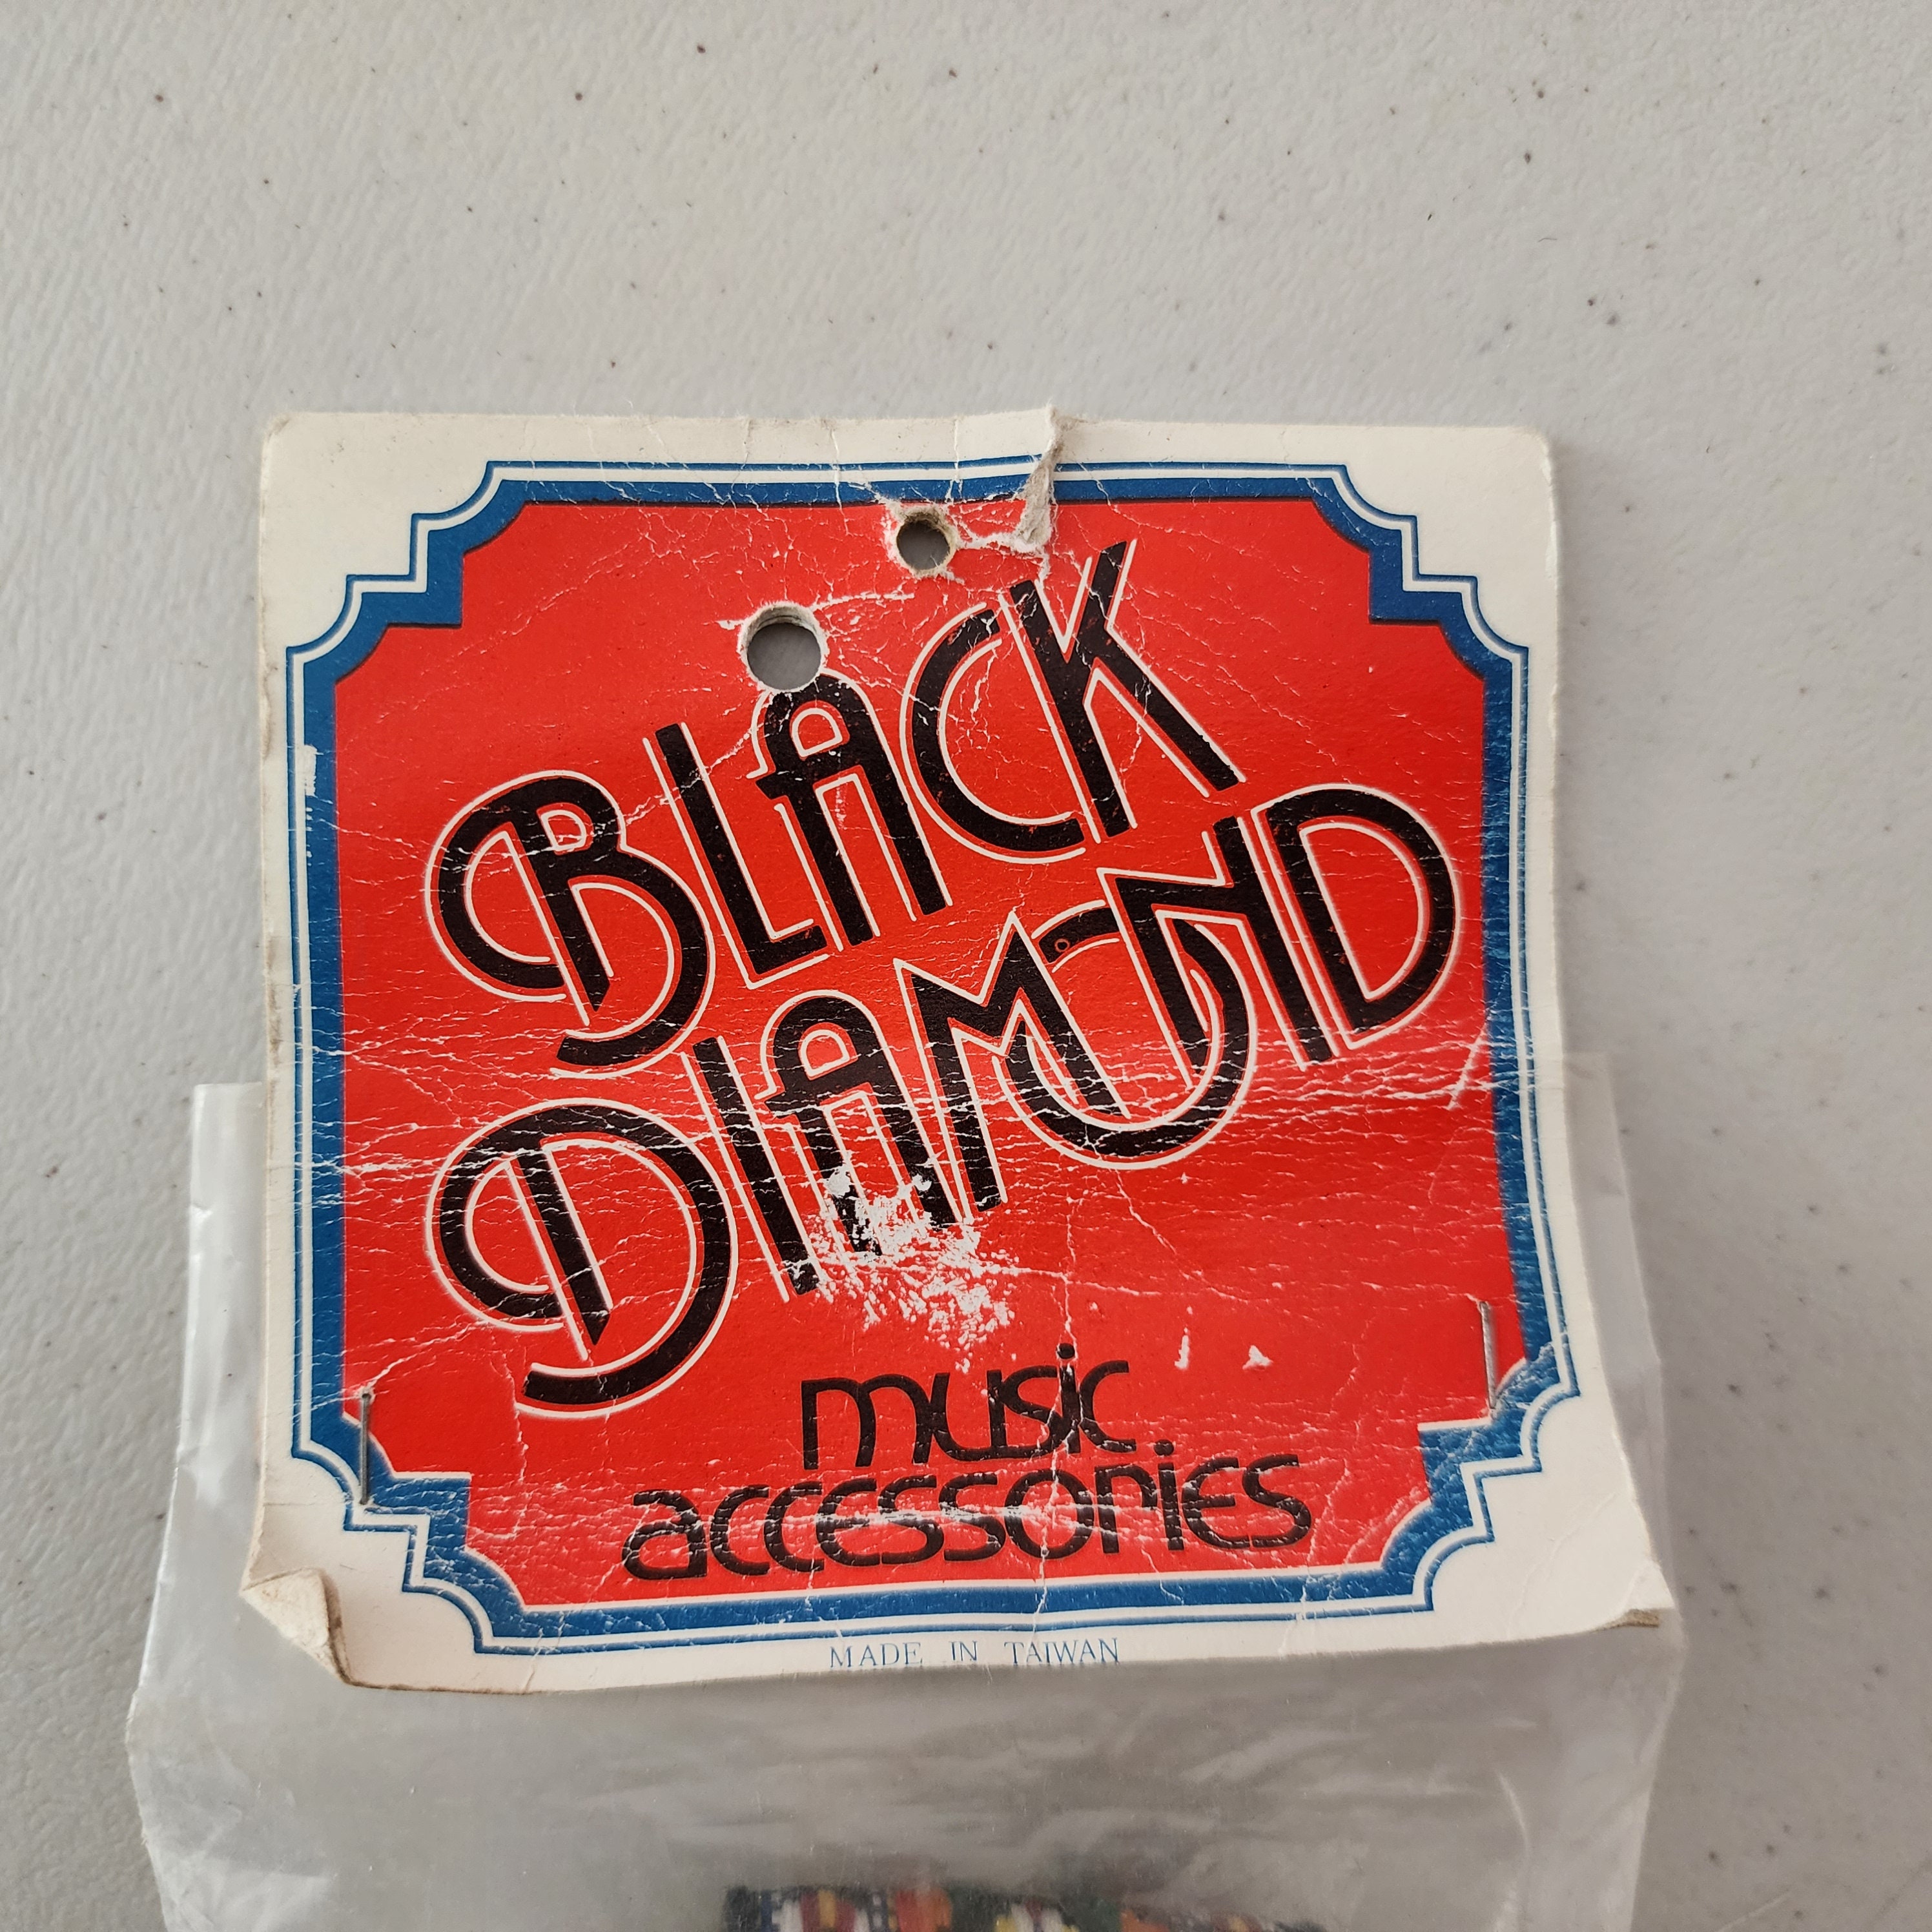 BLACK
DIAMOND
music
accessories
MADE IN TAIWAN